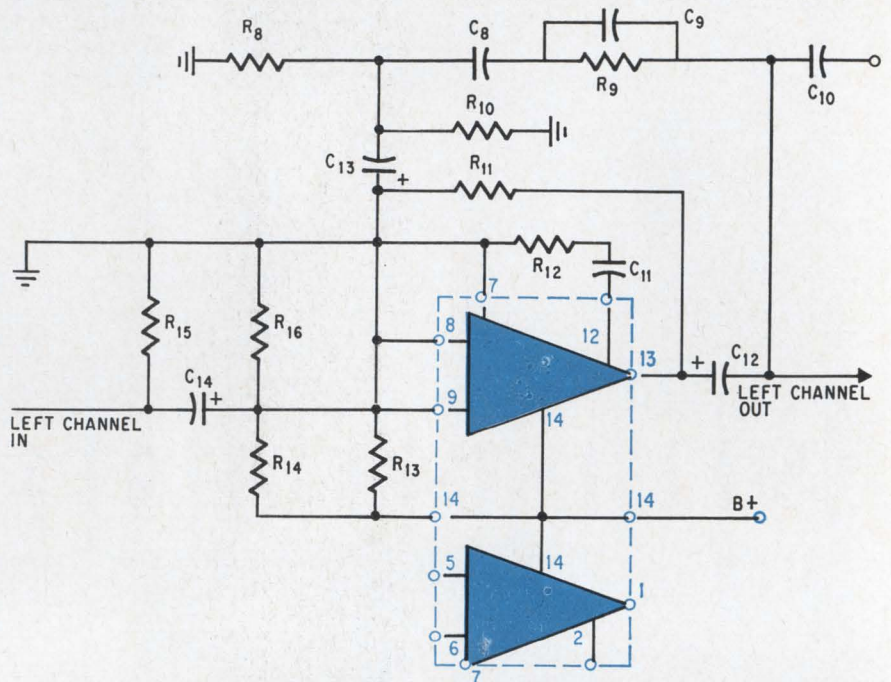 R8
C8
C9
R9
C10
R10
C13
+
R11
R12
C11
7
8
12
R15
R16
13
+
C12
C14
+
9
LEFT CHANNEL
IN
LEFT CHANNEL
OUT
14
R14
R13
14
14
B+
5
14
1
6
2
7